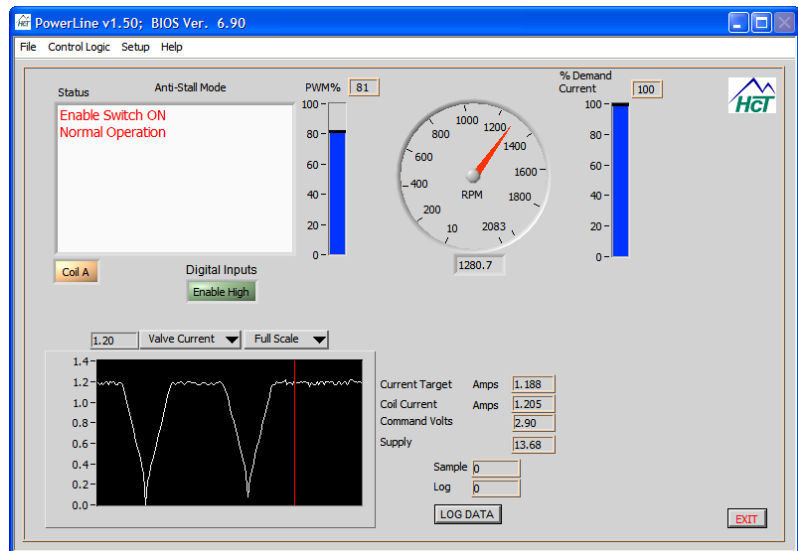 PowerLine v1.50; BIOS Ver. 6.90
File Control Logic Setup Help
Status
Anti-Stall Mode
PWM% 81
% Demand
Current 100
HCT
Enable Switch ON
Normal Operation
100
80
60
40
20
0
10
200
400
600
800
1000
1200
1400
1600
1800
2083
RPM
1280.7
100
80
60
40
20
0
Coil A
Digital Inputs
Enable High
1.20 Valve Current Full Scale
1.4
1.2
1.0
0.8
0.6
0.4
0.2
0.0
Current Target Amps 1.188
Coil Current Amps 1.205
Command Volts 2.90
Supply 13.68
Sample 0
Log 0
LOG DATA
EXIT